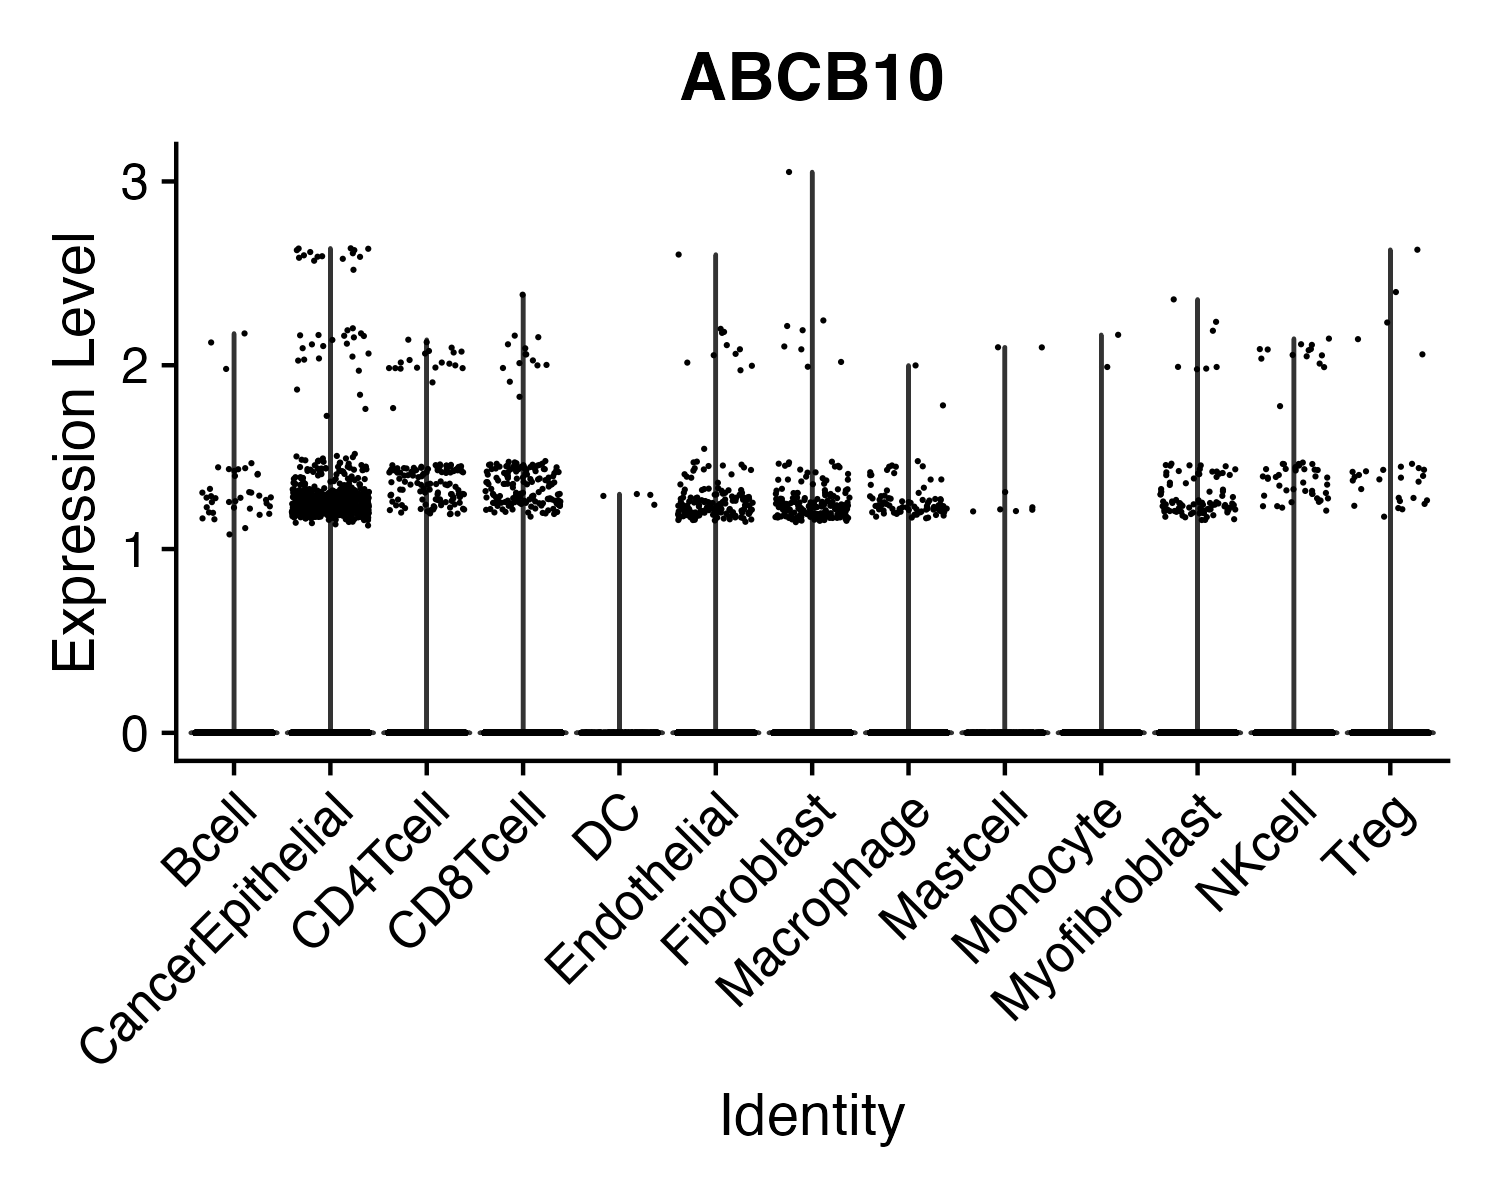 ABCB10
Expression Level
3
2
1
0
Bcell
CancerEpithelial
CD4Tcell
CD8Tcell
DC
Endothelial
Fibroblast
Macrophage
Mastcell
Monocyte
Myofibroblast
NKcell
Treg
Identity